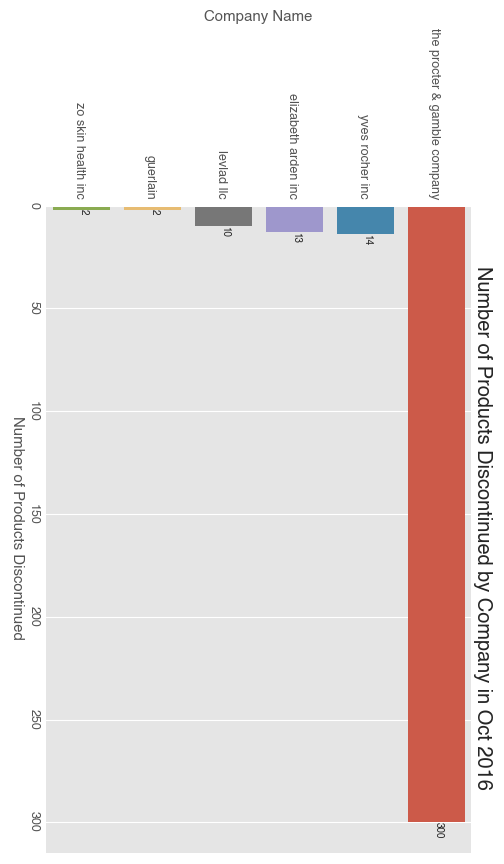 Number of Products Discontinued by Company in Oct 2016
Company Name
the procter & gamble company
300
yves rocher inc
14
elizabeth arden inc
13
levlad llc
10
guerlain
2
zo skin health inc
2
0
50
100
150
200
250
300
Number of Products Discontinued